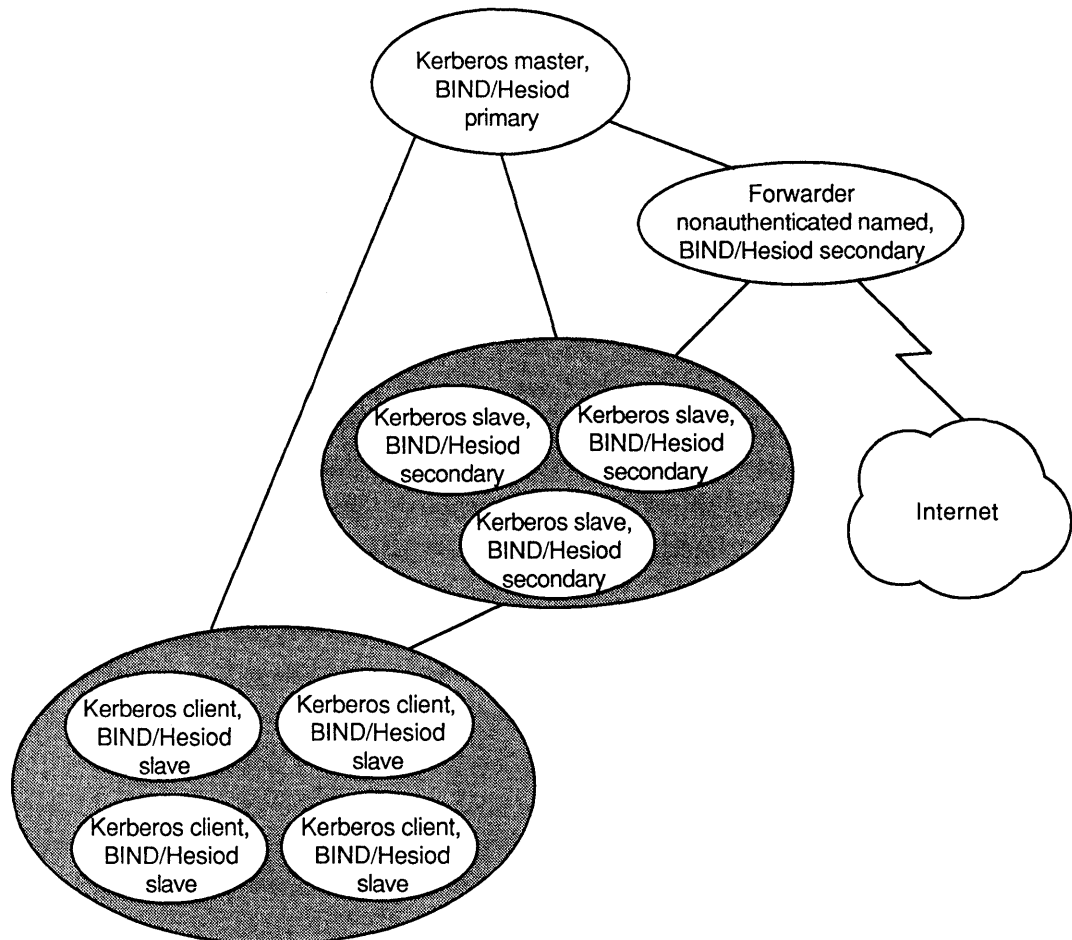 Kerberos master,
BIND/Hesiod
primary
Forwarder
nonauthenticated named,
BIND/Hesiod secondary
Kerberos slave,
BIND/Hesiod
secondary
Kerberos slave,
BIND/Hesiod
secondary
Kerberos slave,
BIND/Hesiod
secondary
Internet
Kerberos client,
BIND/Hesiod
slave
Kerberos client,
BIND/Hesiod
slave
Kerberos client,
BIND/Hesiod
slave
Kerberos client,
BIND/Hesiod
slave